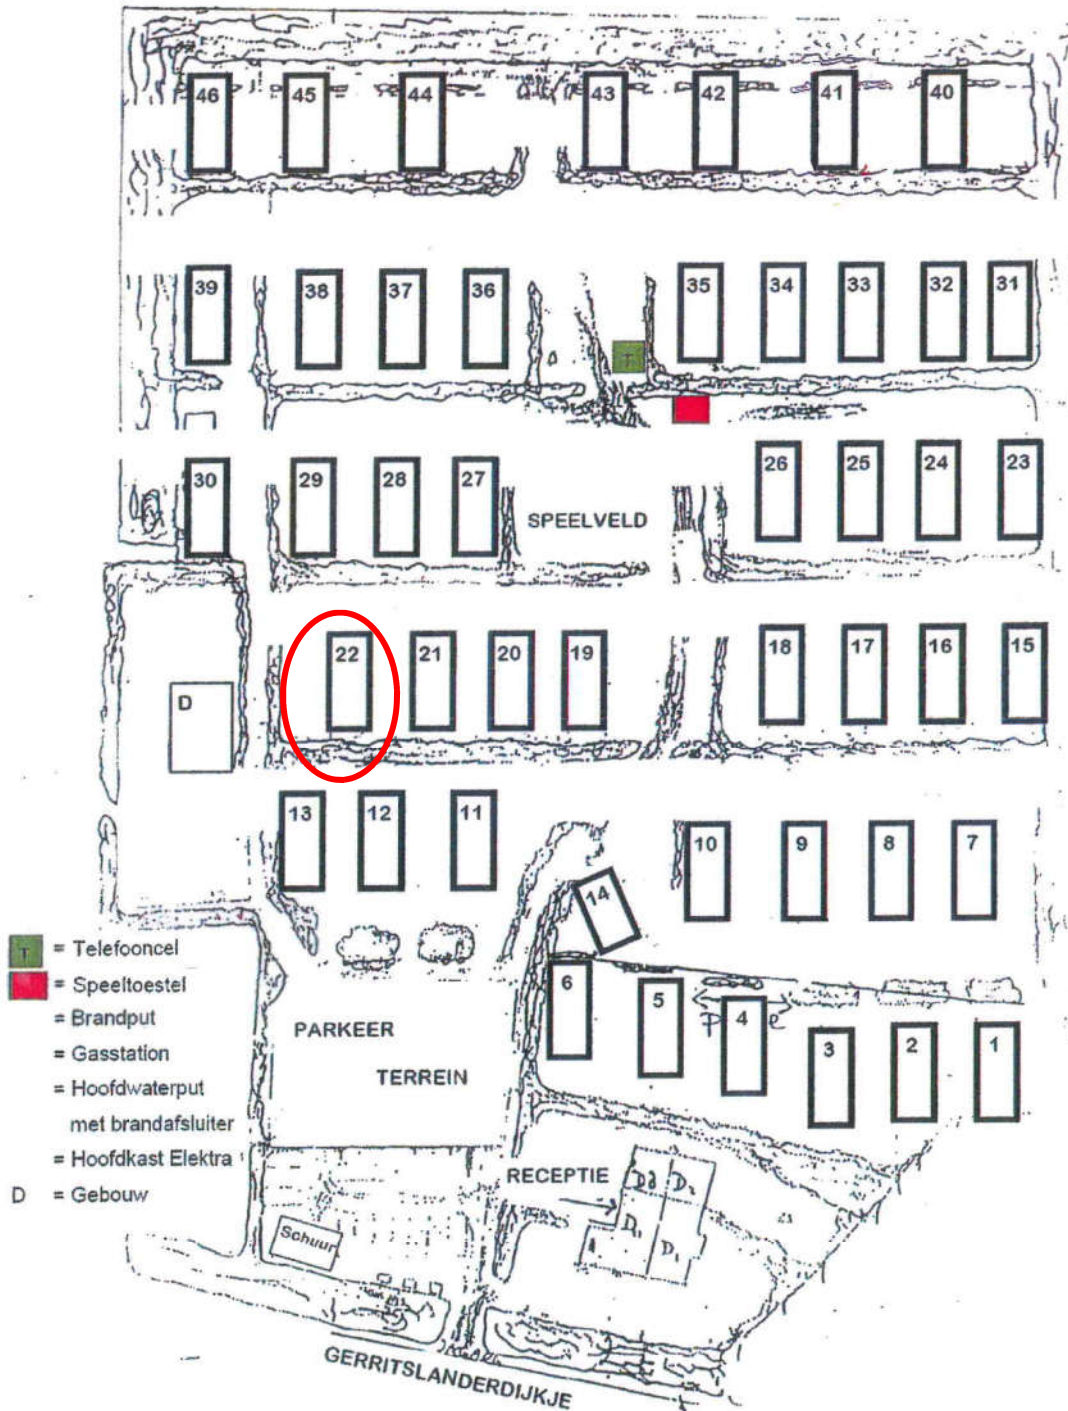 46 45 44 43 42 41 40
39 38 37 36 35 34 33 32 31
T
30 29 28 27 26 25 24 23
SPEELVELD
22 21 20 19 18 17 16 15
D
13 12 11 10 9 8 7
14
T = Telefooncel
= Speeltoestel
= Brandput
= Gasstation
= Hoofdwaterput
met brandafsluiter
= Hoofdkast Elektra
D = Gebouw
6 5 4 3 2 1
PARKEER
TERREIN
RECEPTIE
D2
D1
Schuur
GERRITSLANDERDIJKJE